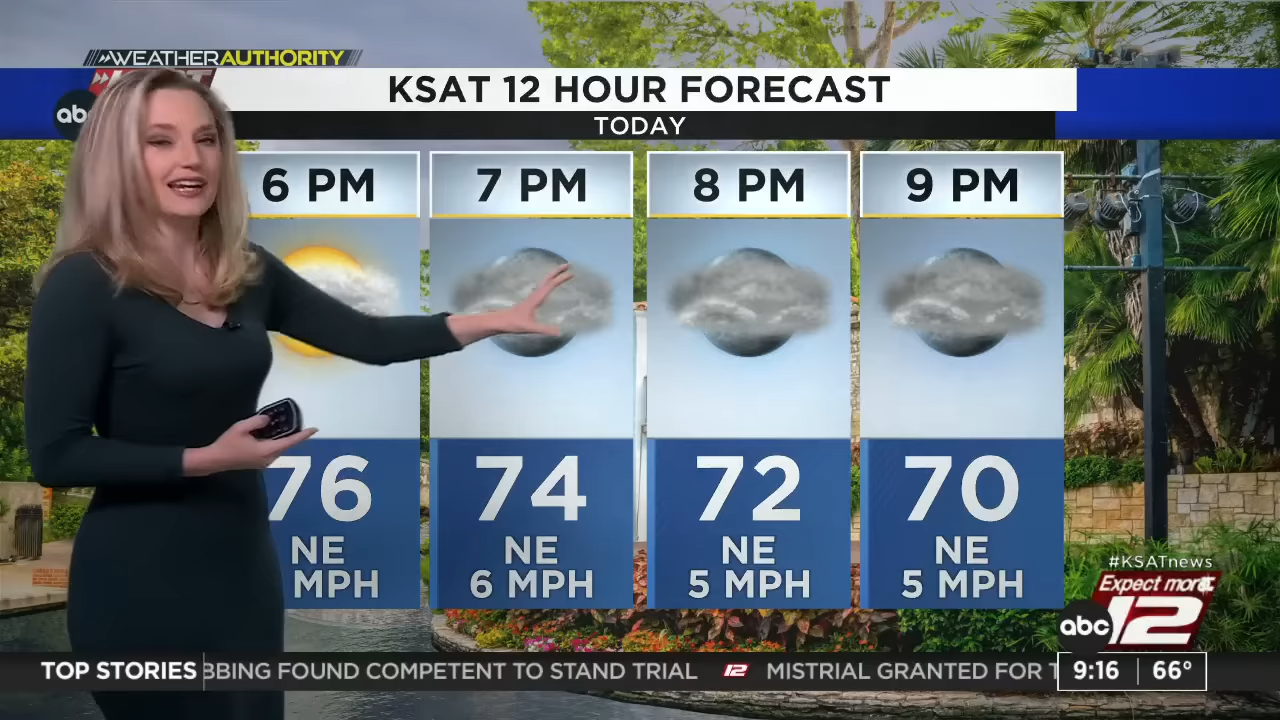 WEATHERAUTHORITY
KSAT 12 HOUR FORECAST
TODAY
6 PM
7 PM
8 PM
9 PM
76
NE
MPH
74
NE
6 MPH
72
NE
5 MPH
70
NE
5 MPH
#KSATnews
Expect more.
abc 12
TOP STORIES
BBING FOUND COMPETENT TO STAND TRIAL 12 MISTRIAL GRANTED FOR
9:16 66°